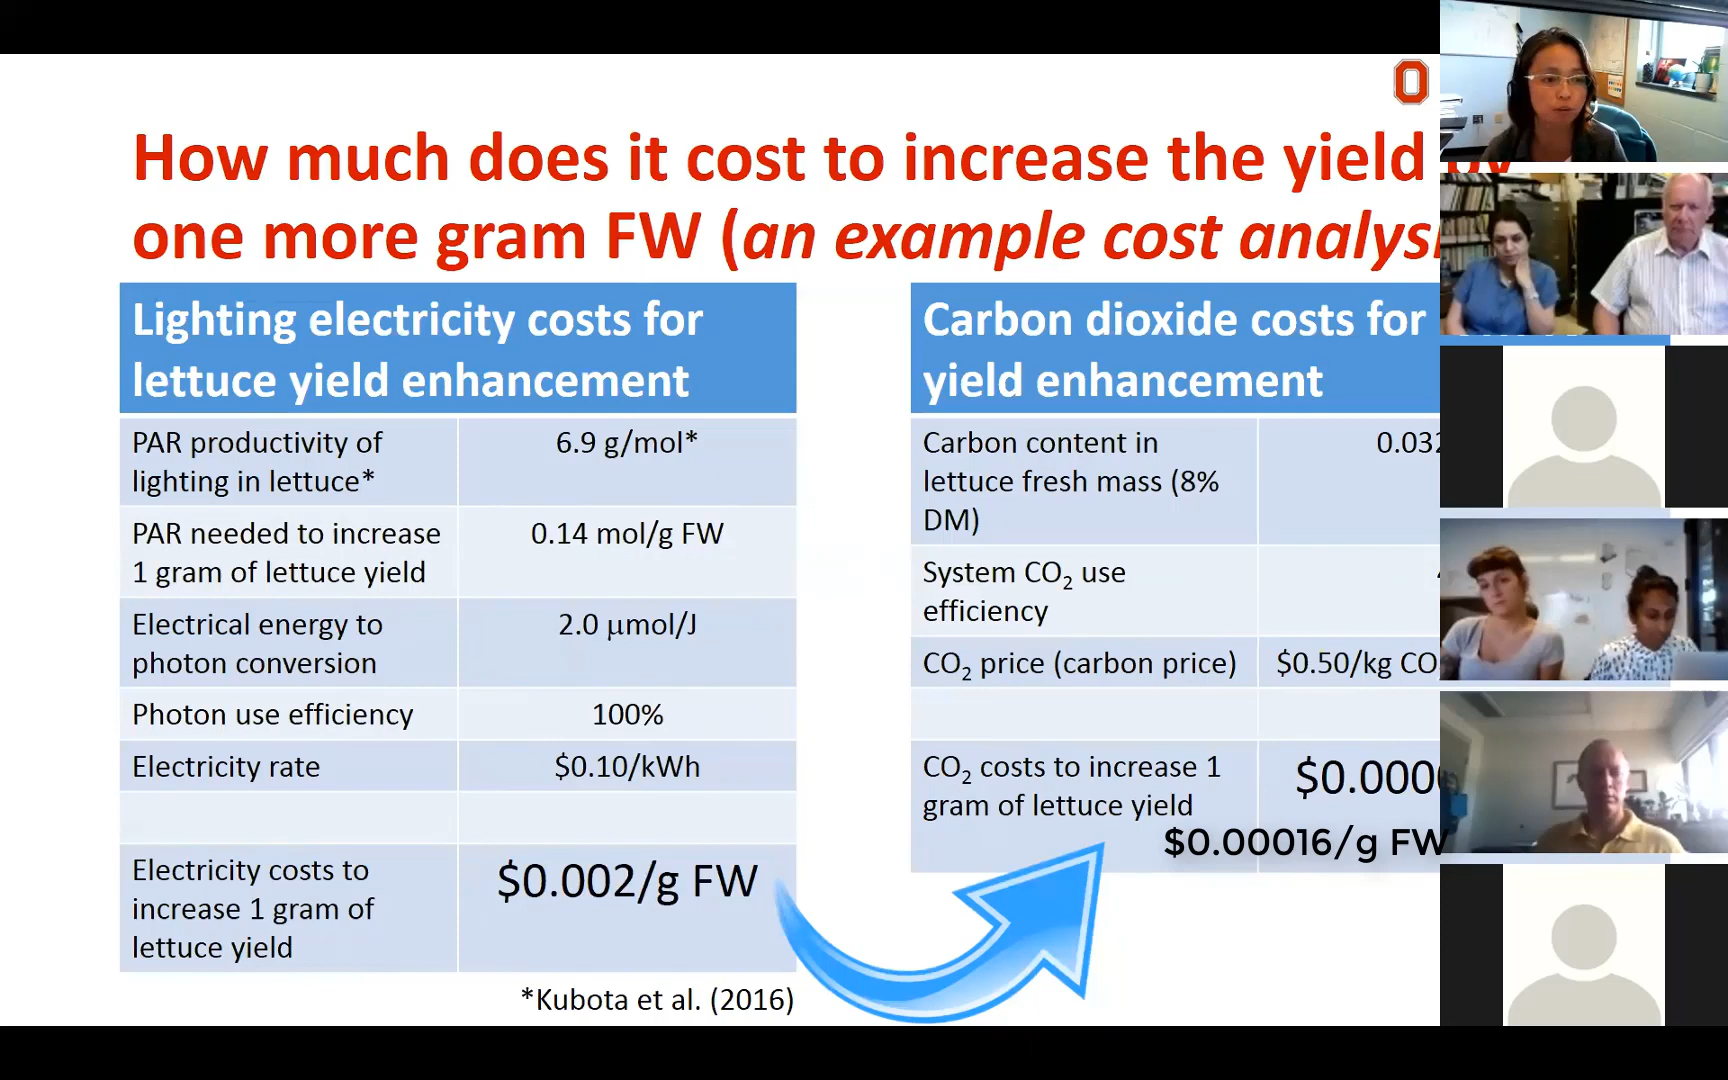 O
How much does it cost to increase the yield
one more gram FW (an example cost analysi
Lighting electricity costs for
lettuce yield enhancement
PAR productivity of
lighting in lettuce*
6.9 g/mol*
PAR needed to increase
1 gram of lettuce yield
0.14 mol/g FW
Electrical energy to
photon conversion
2.0 μmol/J
Photon use efficiency
100%
Electricity rate
$0.10/kWh
Electricity costs to
increase 1 gram of
lettuce yield
$0.002/g FW
*Kubota et al. (2016)
Carbon dioxide costs for
yield enhancement
Carbon content in
lettuce fresh mass (8%
DM)
0.032
System CO₂ use
efficiency
CO₂ price (carbon price)
$0.50/kg CO
CO₂ costs to increase 1
gram of lettuce yield
$0.000
$0.00016/g FW